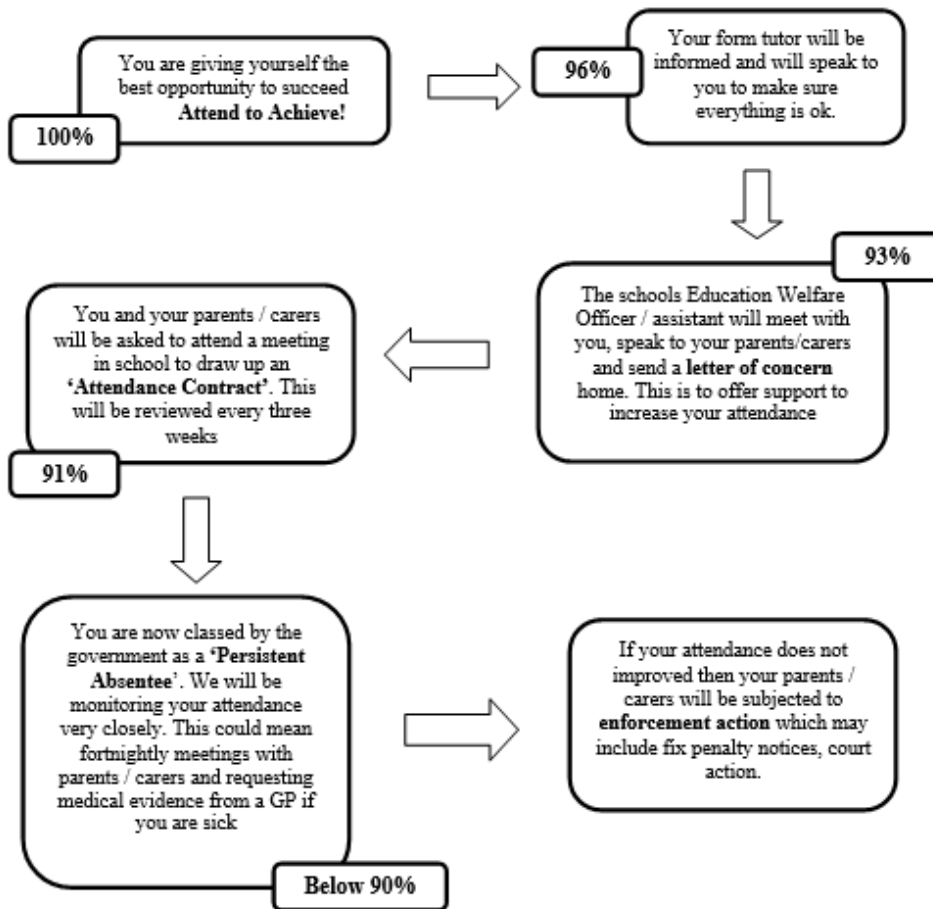 You are giving yourself the
best opportunity to succeed
Attend to Achieve!
100%
96%
Your form tutor will be
informed and will speak to
you to make sure
everything is ok.
93%
The schools Education Welfare
Officer / assistant will meet with
you, speak to your parents/carers
and send a letter of concern
home. This is to offer support to
increase your attendance
You and your parents / carers
will be asked to attend a meeting
in school to draw up an
‘Attendance Contract’. This
will be reviewed every three
weeks
91%
You are now classed by the
government as a ‘Persistent
Absentee’. We will be
monitoring your attendance
very closely. This could mean
fortnightly meetings with
parents / carers and requesting
medical evidence from a GP if
you are sick
Below 90%
If your attendance does not
improved then your parents /
carers will be subjected to
enforcement action which may
include fix penalty notices, court
action.